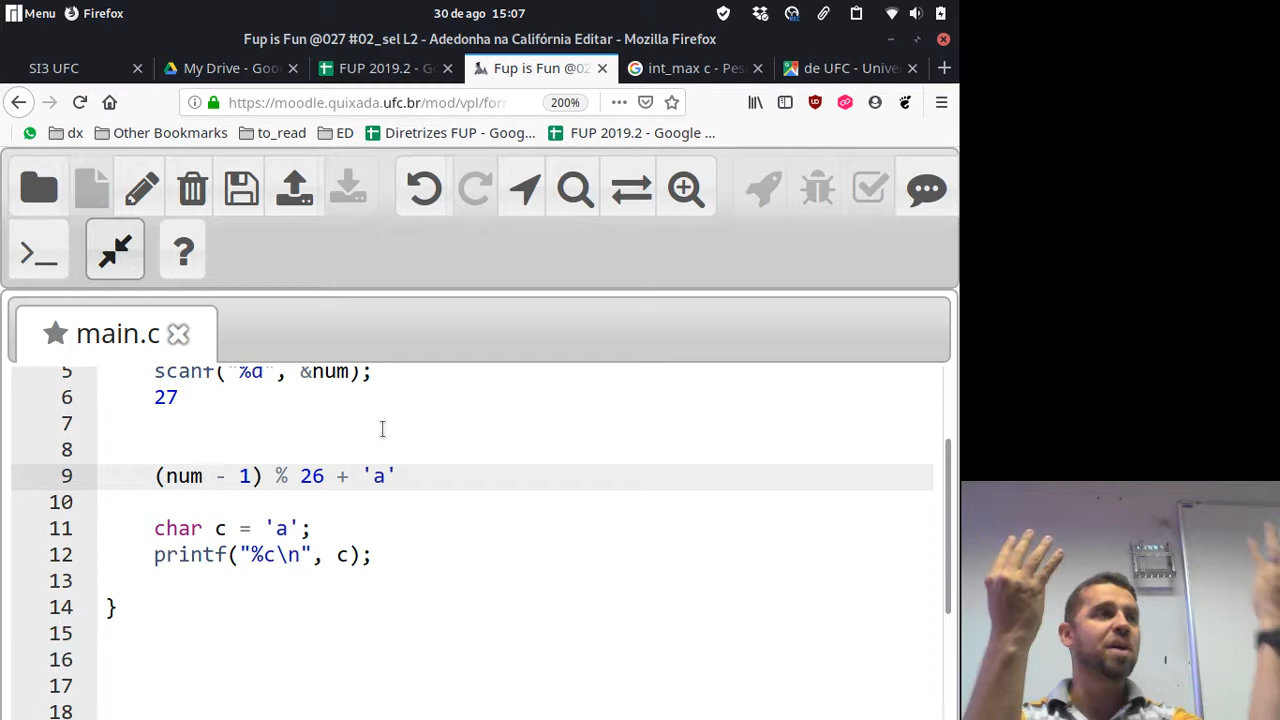 Menu Firefox 30 de ago 15:07
Fup is Fun @027 #02_sel L2 - Adedonha na Califórnia Editar - Mozilla Firefox
SI3 UFC My Drive - Goo FUP 2019.2 - G Fup is Fun @02 int_max c - Pes de UFC - Unive
https://moodle.quixada.ufc.br/mod/vpl/for 200%
dx Other Bookmarks to_read ED Diretrizes FUP - Goog... FUP 2019.2 - Google ...
>_ ?
main.c
5 scanf("%d", &num);
6 27
7
8
9 (num - 1) % 26 + 'a'
10
11 char c = 'a';
12 printf("%c\n", c);
13
14 }
15
16
17
18